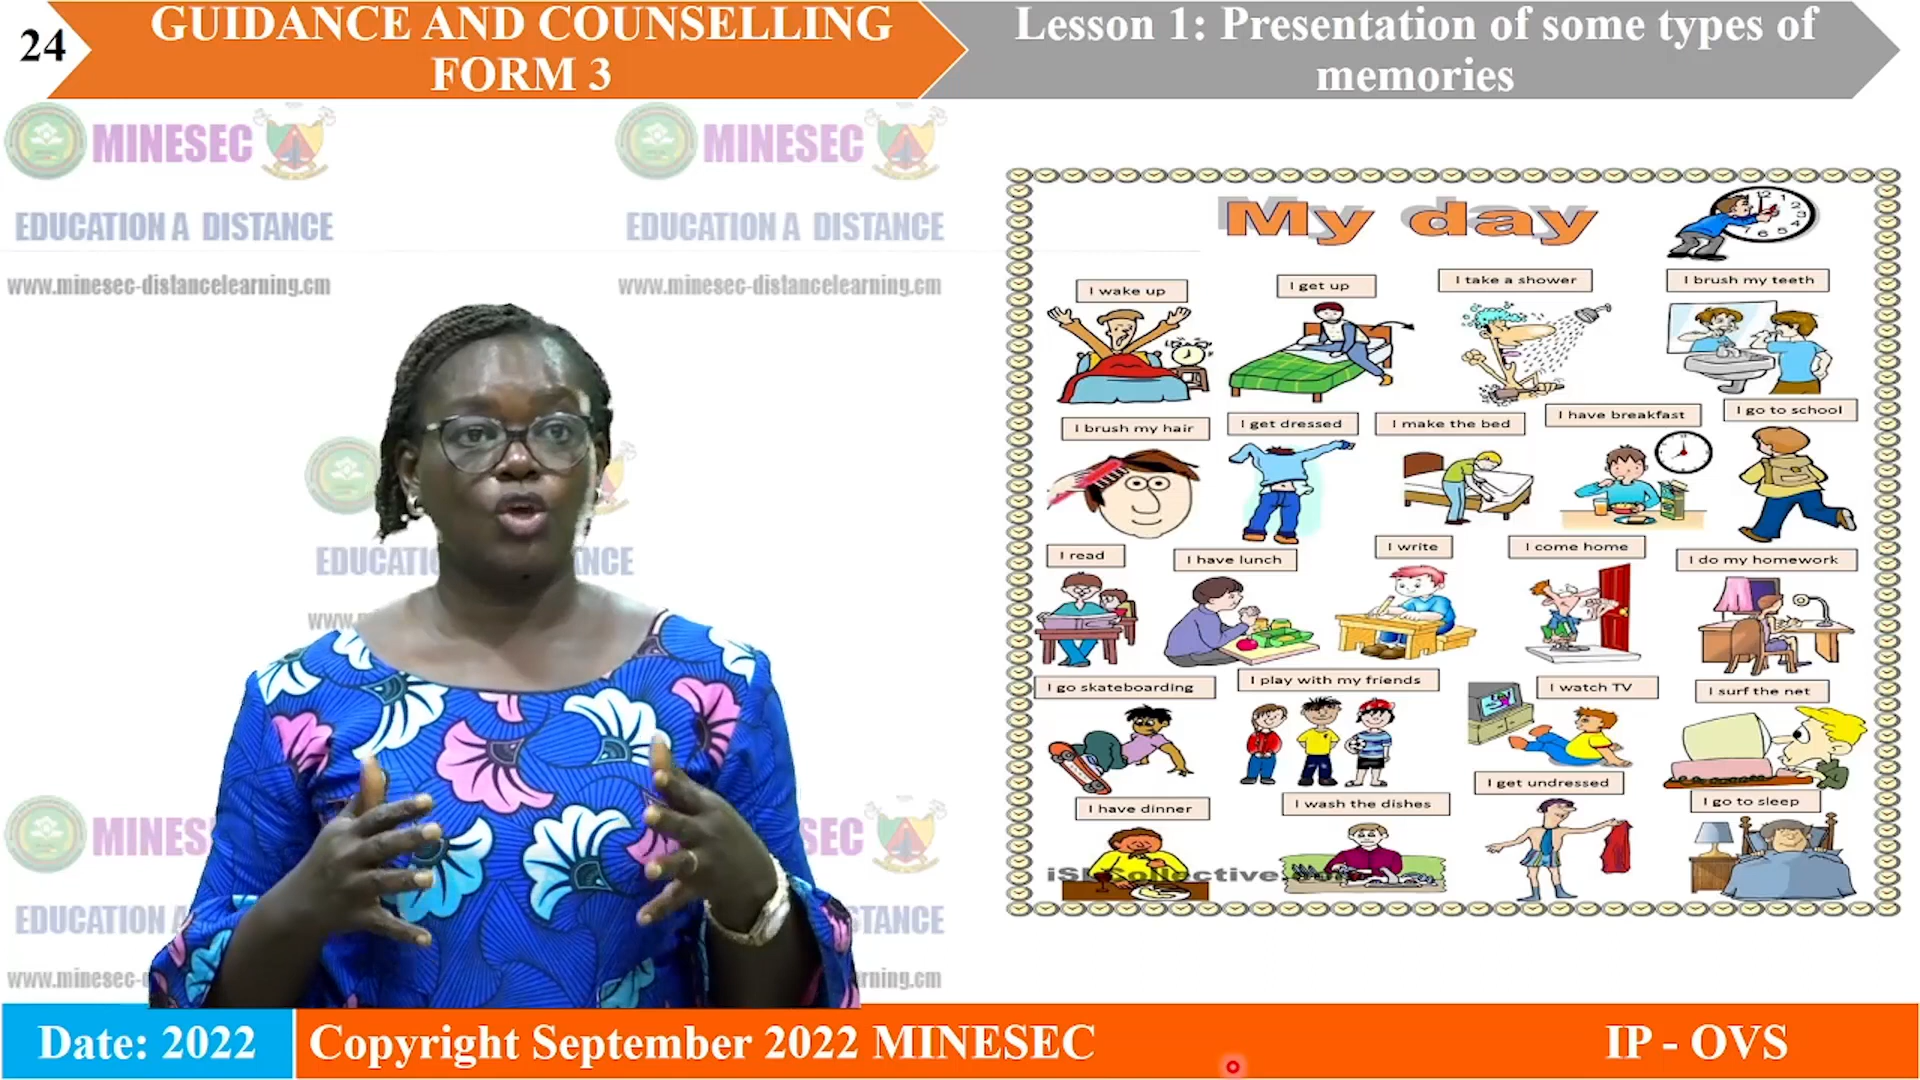 24
GUIDANCE AND COUNSELLING
FORM 3
Lesson 1: Presentation of some types of
memories
MINESEC
MINESEC
EDUCATION A DISTANCE
EDUCATION A DISTANCE
www.minesec-distancelearning.cm
www.minesec-distancelearning.cm
My day
I wake up
I get up
I take a shower
I brush my teeth
I brush my hair
I get dressed
I make the bed
I have breakfast
I go to school
I read
I have lunch
I write
I come home
I do my homework
I go skateboarding
I play with my friends
I watch TV
I surf the net
I have dinner
I wash the dishes
I get undressed
I go to sleep
Date: 2022
Copyright September 2022 MINESEC
IP - OVS